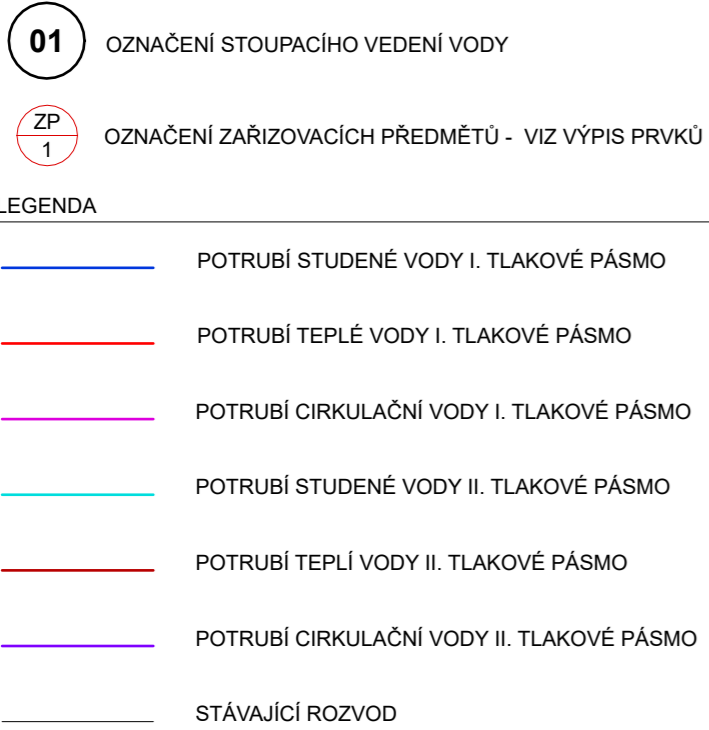 01 OZNAČENÍ STOUPACÍHO VEDENÍ VODY
ZP
1
OZNAČENÍ ZAŘIZOVACÍCH PŘEDMĚTŮ - VIZ VÝPIS PRVKŮ
LEGENDA
POTRUBÍ STUDENÉ VODY I. TLAKOVÉ PÁSMO
POTRUBÍ TEPLÉ VODY I. TLAKOVÉ PÁSMO
POTRUBÍ CIRKULAČNÍ VODY I. TLAKOVÉ PÁSMO
POTRUBÍ STUDENÉ VODY II. TLAKOVÉ PÁSMO
POTRUBÍ TEPLÍ VODY II. TLAKOVÉ PÁSMO
POTRUBÍ CIRKULAČNÍ VODY II. TLAKOVÉ PÁSMO
STÁVAJÍCÍ ROZVOD